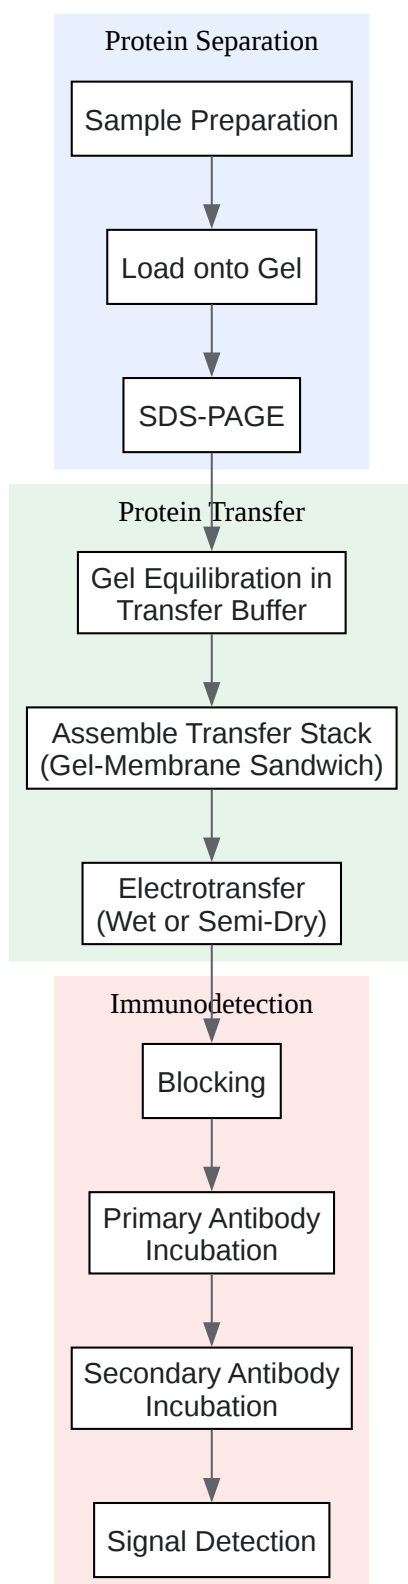 Protein Separation
Sample Preparation
Load onto Gel
SDS-PAGE
Protein Transfer
Gel Equilibration in
Transfer Buffer
Assemble Transfer Stack
(Gel-Membrane Sandwich)
Electrotransfer
(Wet or Semi-Dry)
Immunodetection
Blocking
Primary Antibody
Incubation
Secondary Antibody
Incubation
Signal Detection